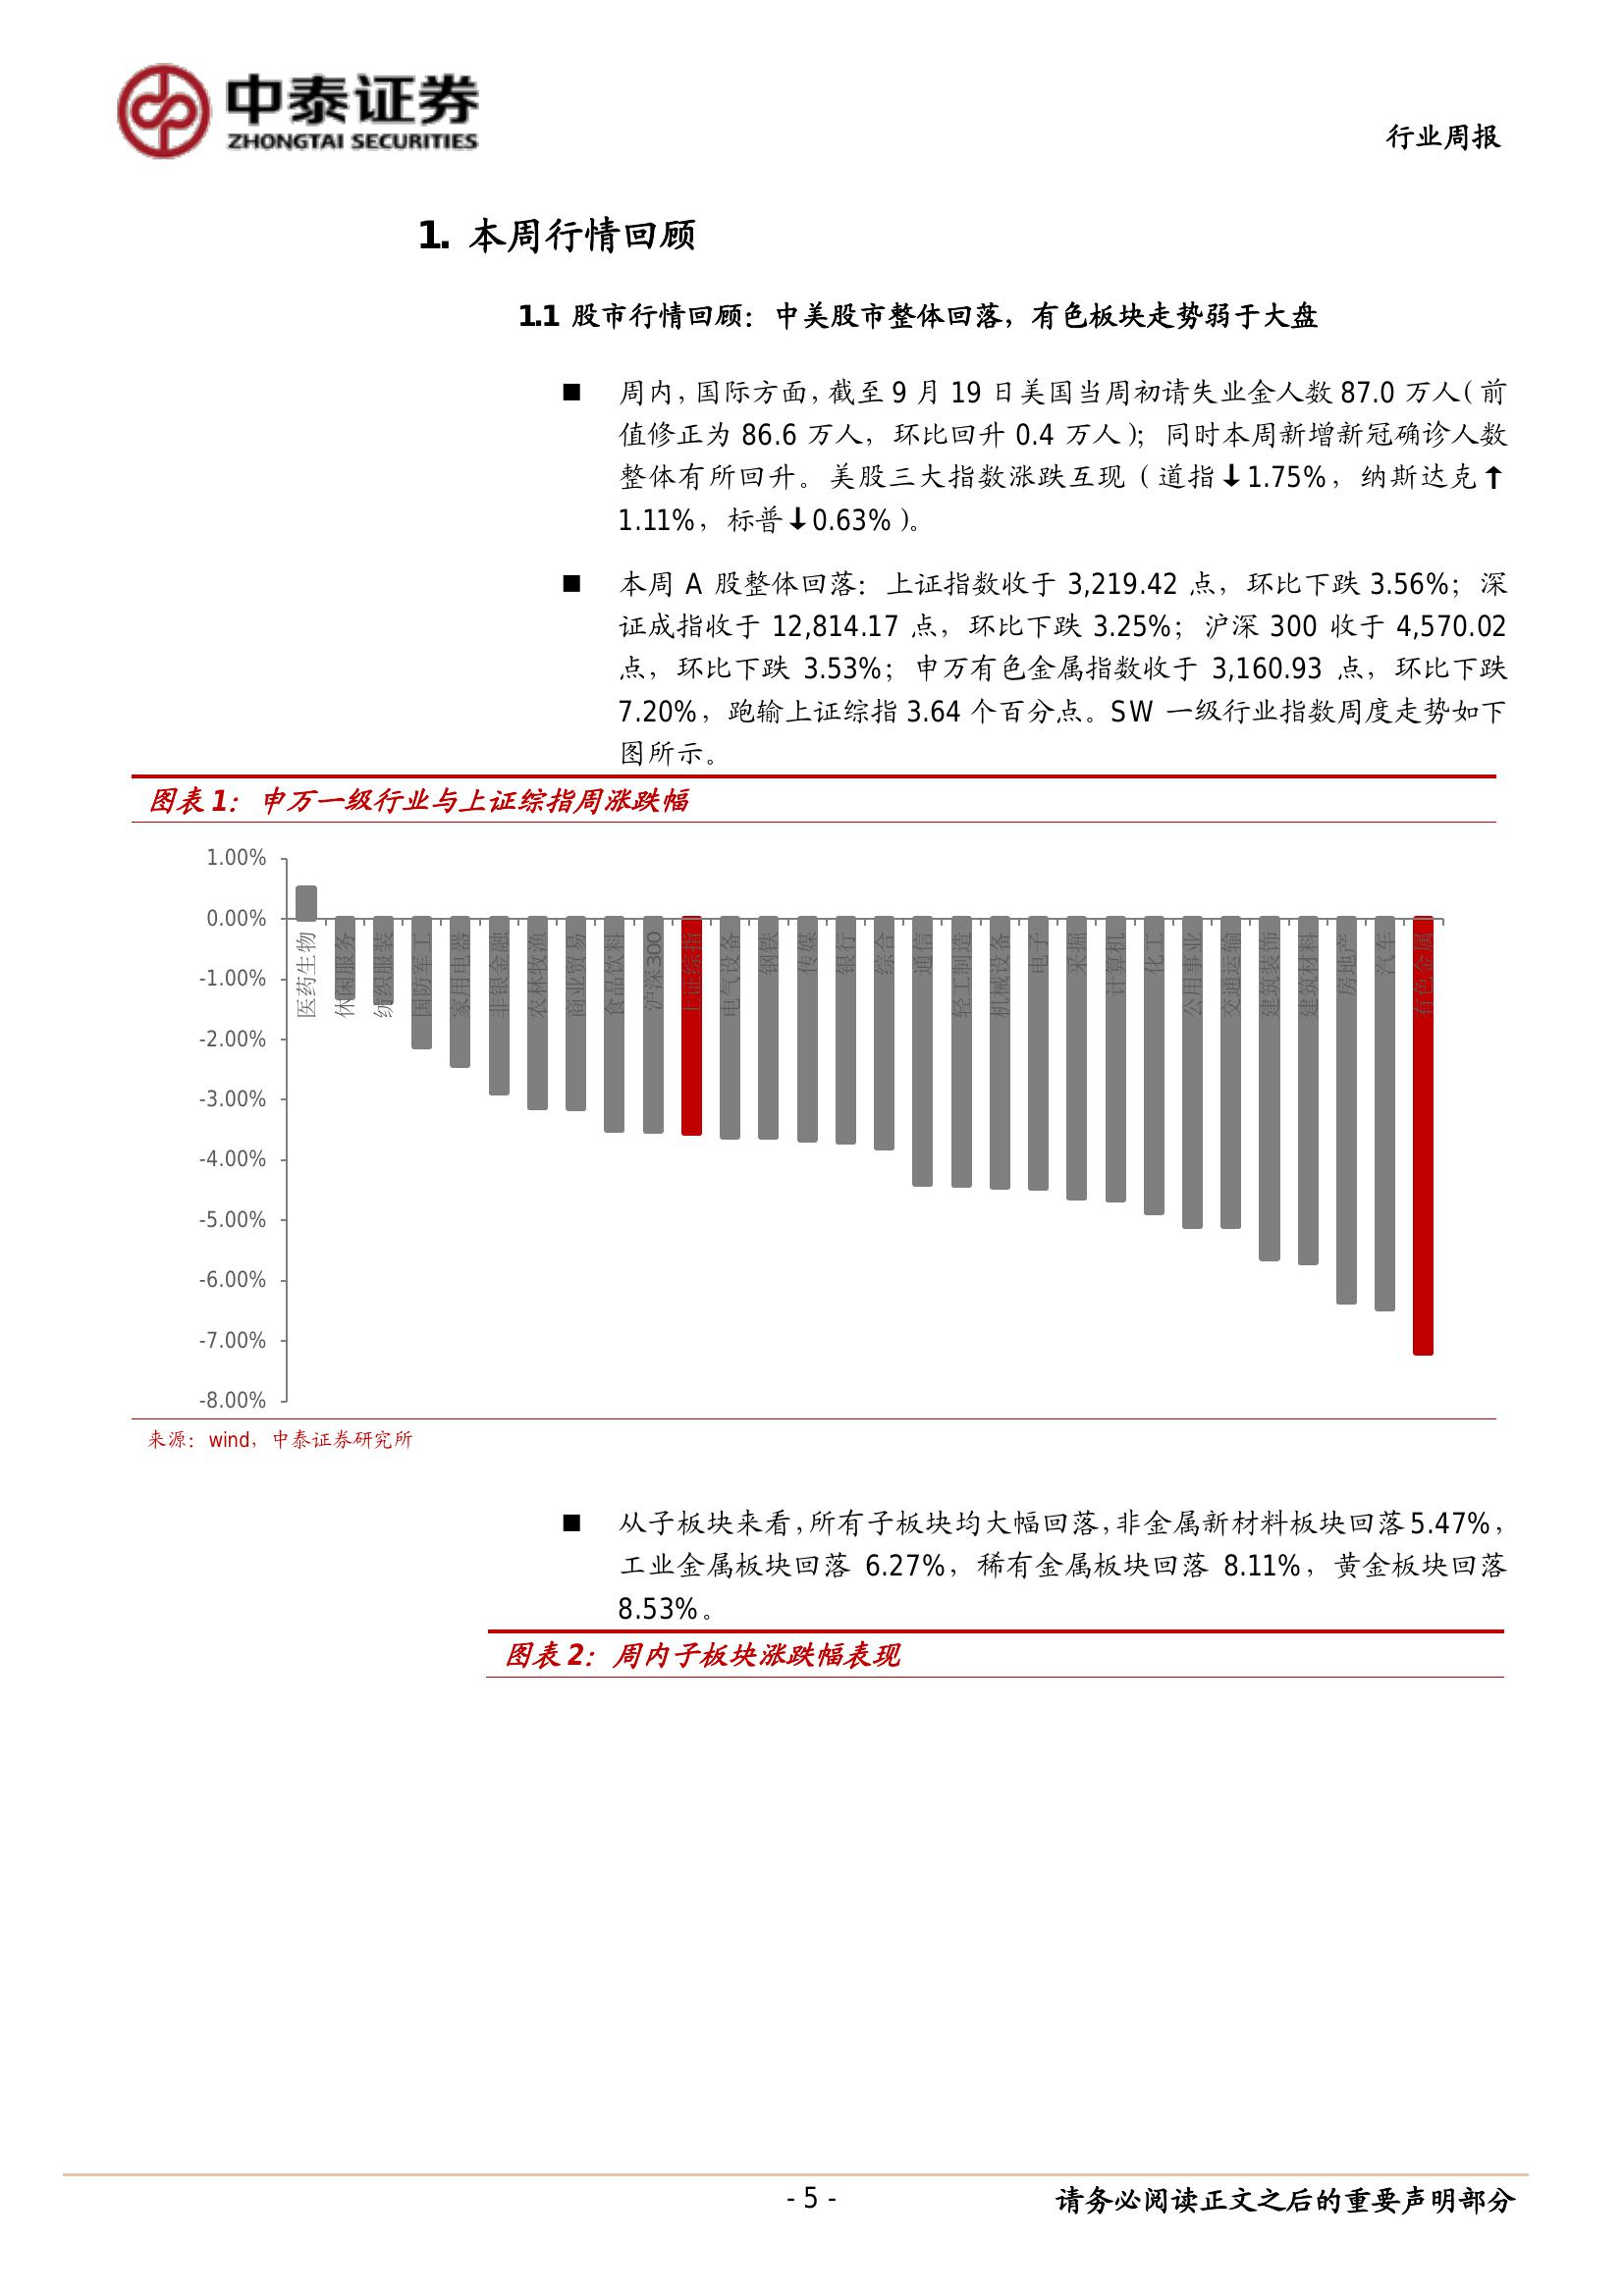 中泰证券
ZHONGTAI SECURITIES
行业周报
1. 本周行情回顾
1.1 股市行情回顾：中美股市整体回落，有色板块走势弱于大盘
■ 周内，国际方面，截至 9 月 19 日美国当周初请失业金人数 87.0 万人（前
值修正为 86.6 万人，环比回升 0.4 万人）；同时本周新增新冠确诊人数
整体有所回升。美股三大指数涨跌互现（道指↓1.75%，纳斯达克↑
1.11%，标普↓0.63%）。
■ 本周 A 股整体回落：上证指数收于 3,219.42 点，环比下跌 3.56%；深
证成指收于 12,814.17 点，环比下跌 3.25%；沪深 300 收于 4,570.02
点，环比下跌 3.53%；申万有色金属指数收于 3,160.93 点，环比下跌
7.20%，跑输上证综指 3.64 个百分点。SW 一级行业指数周度走势如下
图所示。
图表 1：申万一级行业与上证综指周涨跌幅
1.00%
0.00%
-1.00%
-2.00%
-3.00%
-4.00%
-5.00%
-6.00%
-7.00%
-8.00%
医药生物
休闲服务
纺织服装
国防军工
家用电器
非银金融
农林牧渔
商业贸易
食品饮料
沪深300
上证综指
电气设备
钢铁
传媒
银行
综合
通信
轻工制造
机械设备
电子
采掘
计算机
化工
公用事业
交通运输
建筑装饰
建筑材料
房地产
汽车
有色金属
来源：wind，中泰证券研究所
■ 从子板块来看，所有子板块均大幅回落，非金属新材料板块回落 5.47%，
工业金属板块回落 6.27%，稀有金属板块回落 8.11%，黄金板块回落
8.53%。
图表 2：周内子板块涨跌幅表现
- 5 -
请务必阅读正文之后的重要声明部分